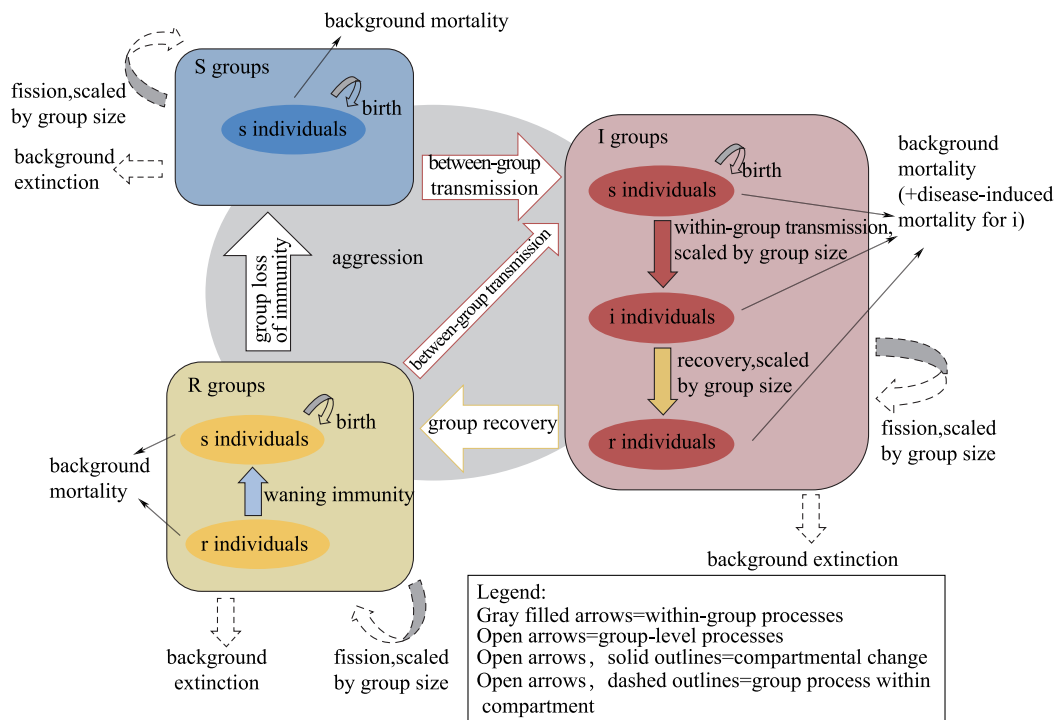 background mortality
S groups
fission,scaled
by group size
birth
s individuals
background
extinction
between-group
transmission
I groups
birth
s individuals
background
mortality
(+disease-induced
mortality for i)
within-group transmission,
scaled by group size
aggression
group loss
of immunity
between-group transmission
i individuals
recovery,scaled
by group size
R groups
birth
s individuals
group recovery
r individuals
fission,scaled
by group size
background
mortality
waning immunity
r individuals
background extinction
background
extinction
fission,scaled
by group size
Legend:
Gray filled arrows=within-group processes
Open arrows=group-level processes
Open arrows, solid outlines=compartmental change
Open arrows, dashed outlines=group process within
compartment